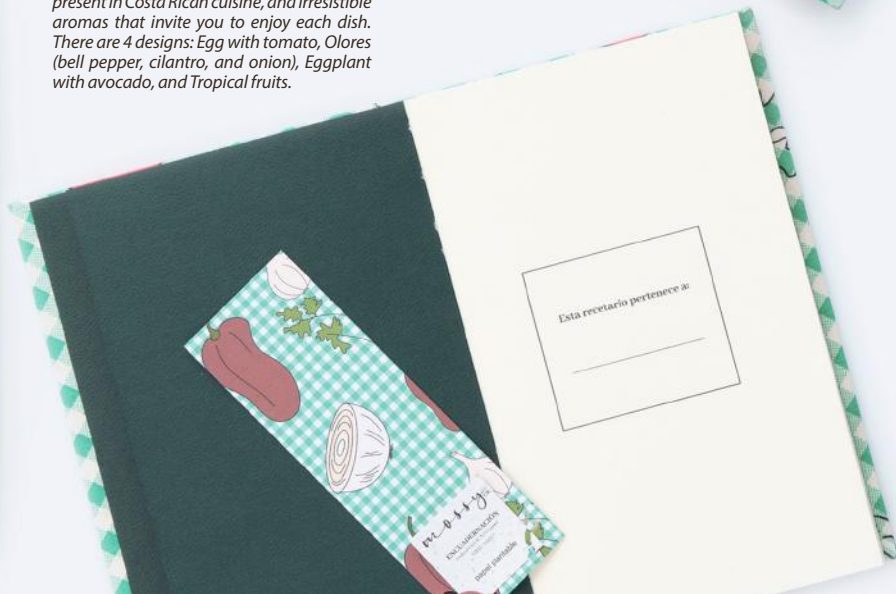 present in Costa Rican cuisine, and irresistible
aromas that invite you to enjoy each dish.
There are 4 designs: Egg with tomato, Olores
(bell pepper, cilantro, and onion), Eggplant
with avocado, and Tropical fruits.
Esta recetario pertenece a:
mossy
ENCUADERNACIÓN
papel plantable